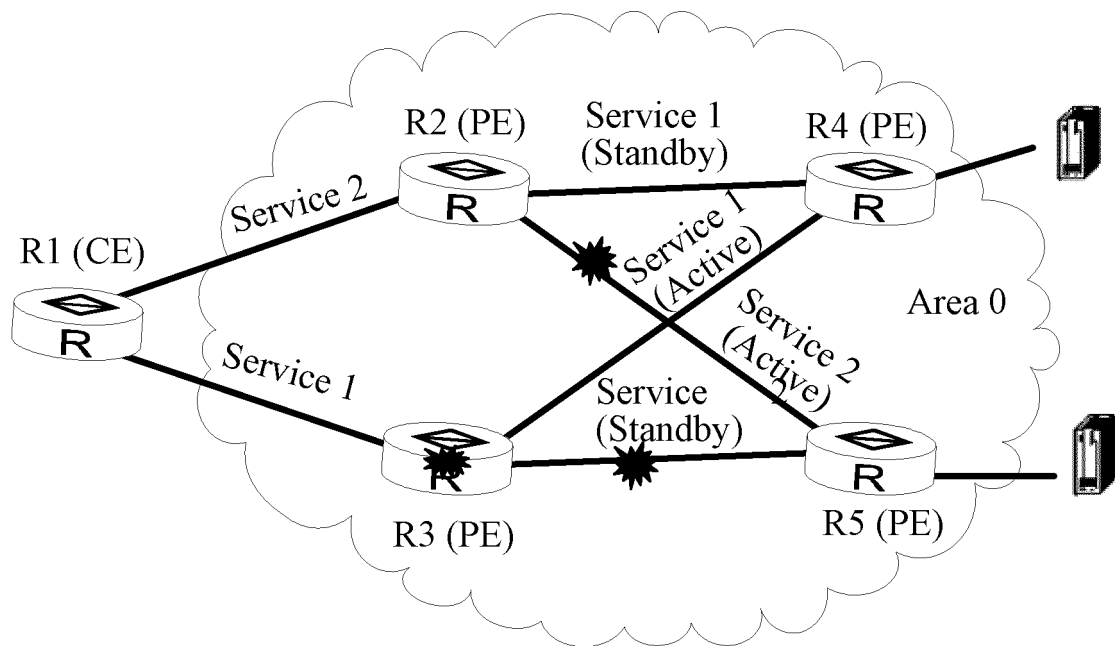 R2 (PE)
Service 1
(Standby)
R4 (PE)
Service 2
R
R
R1 (CE)
Service 1
(Active)
Area 0
R
Service 1
Service 2
(Active)
Service 2
(Standby)
R
R
R3 (PE)
R5 (PE)